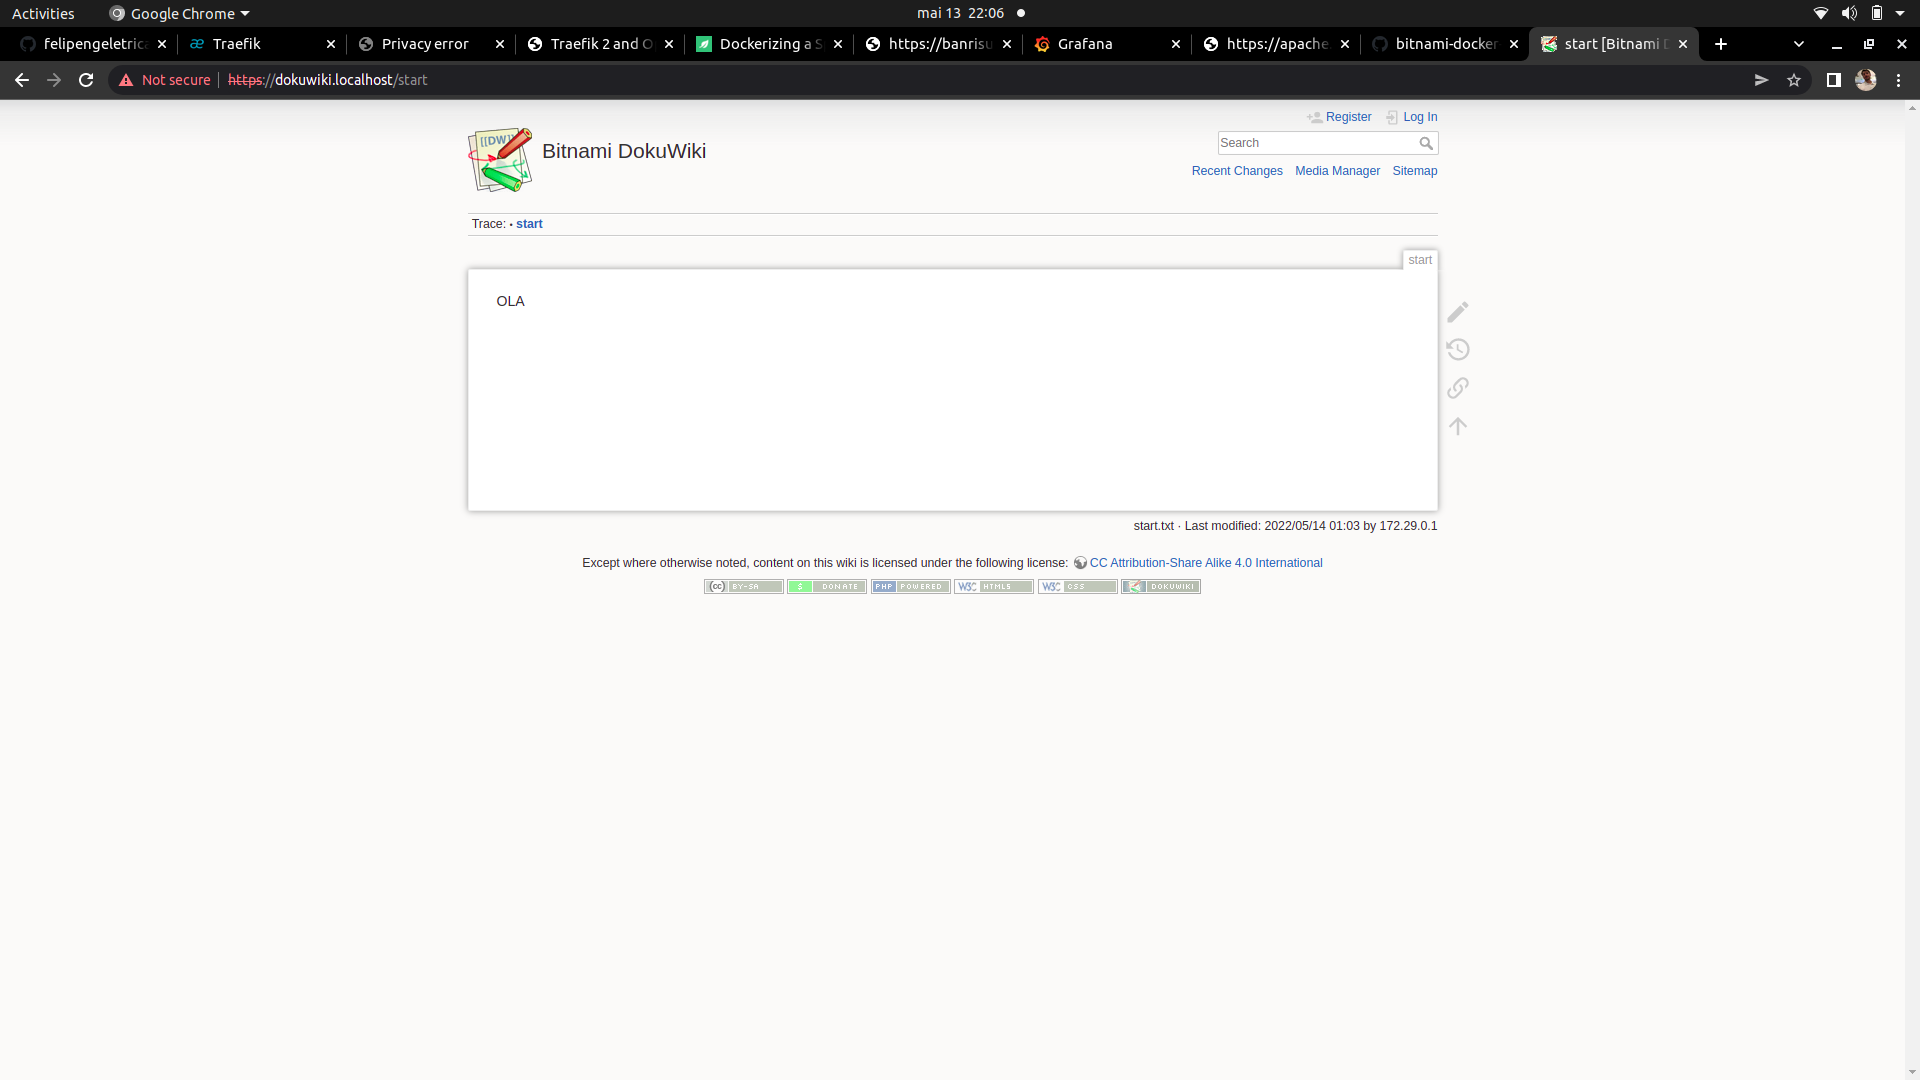 Activities Google Chrome mai 13 22:06
felipengeletrica Traefik Privacy error Traefik 2 and O Dockerizing a S https://banrisu Grafana https://apache. bitnami-docker start [Bitnami D
Not secure https://dokuwiki.localhost/start
Register Log In
[[DW]]
Bitnami DokuWiki
Search
Recent Changes Media Manager Sitemap
Trace: • start
start
OLA
start.txt · Last modified: 2022/05/14 01:03 by 172.29.0.1
Except where otherwise noted, content on this wiki is licensed under the following license: CC Attribution-Share Alike 4.0 International
(cc) BY-SA $ DONATE PHP POWERED W3C HTML5 W3C CSS DOKUWIKI